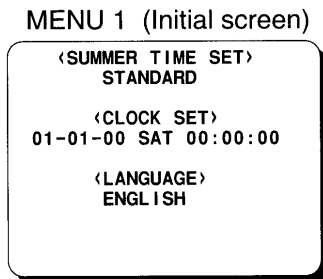 MENU 1 (Initial screen)
<SUMMER TIME SET>
STANDARD
<CLOCK SET>
01-01-00 SAT 00:00:00
<LANGUAGE>
ENGLISH